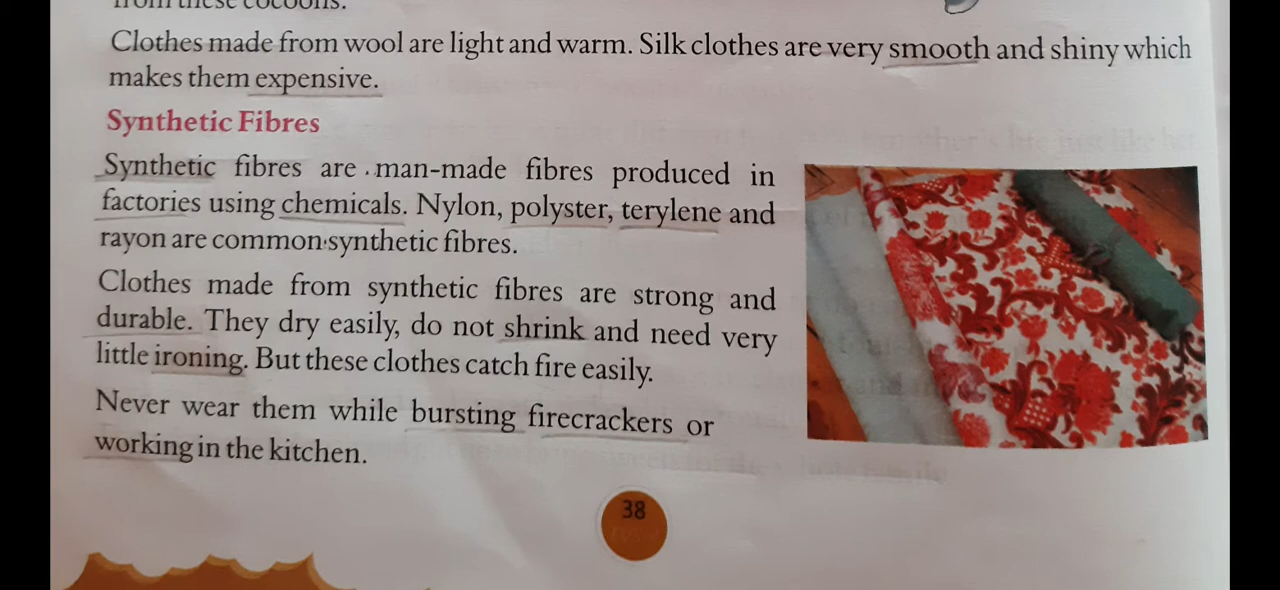 from these cocoons.
Clothes made from wool are light and warm. Silk clothes are very smooth and shiny which
makes them expensive.
Synthetic Fibres
Synthetic fibres are man-made fibres produced in
factories using chemicals. Nylon, polyster, terylene and
rayon are common synthetic fibres.
Clothes made from synthetic fibres are strong and
durable. They dry easily, do not shrink and need very
little ironing. But these clothes catch fire easily.
Never wear them while bursting firecrackers or
working in the kitchen.
38